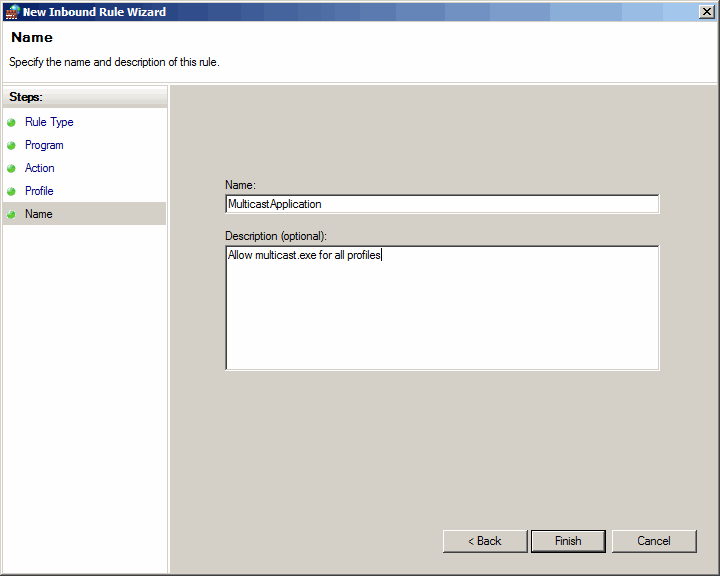 New Inbound Rule Wizard
Name
Specify the name and description of this rule.
Steps:
Rule Type
Program
Action
Profile
Name
Name:
MulticastApplication
Description (optional):
Allow multicast.exe for all profiles
< Back
Finish
Cancel